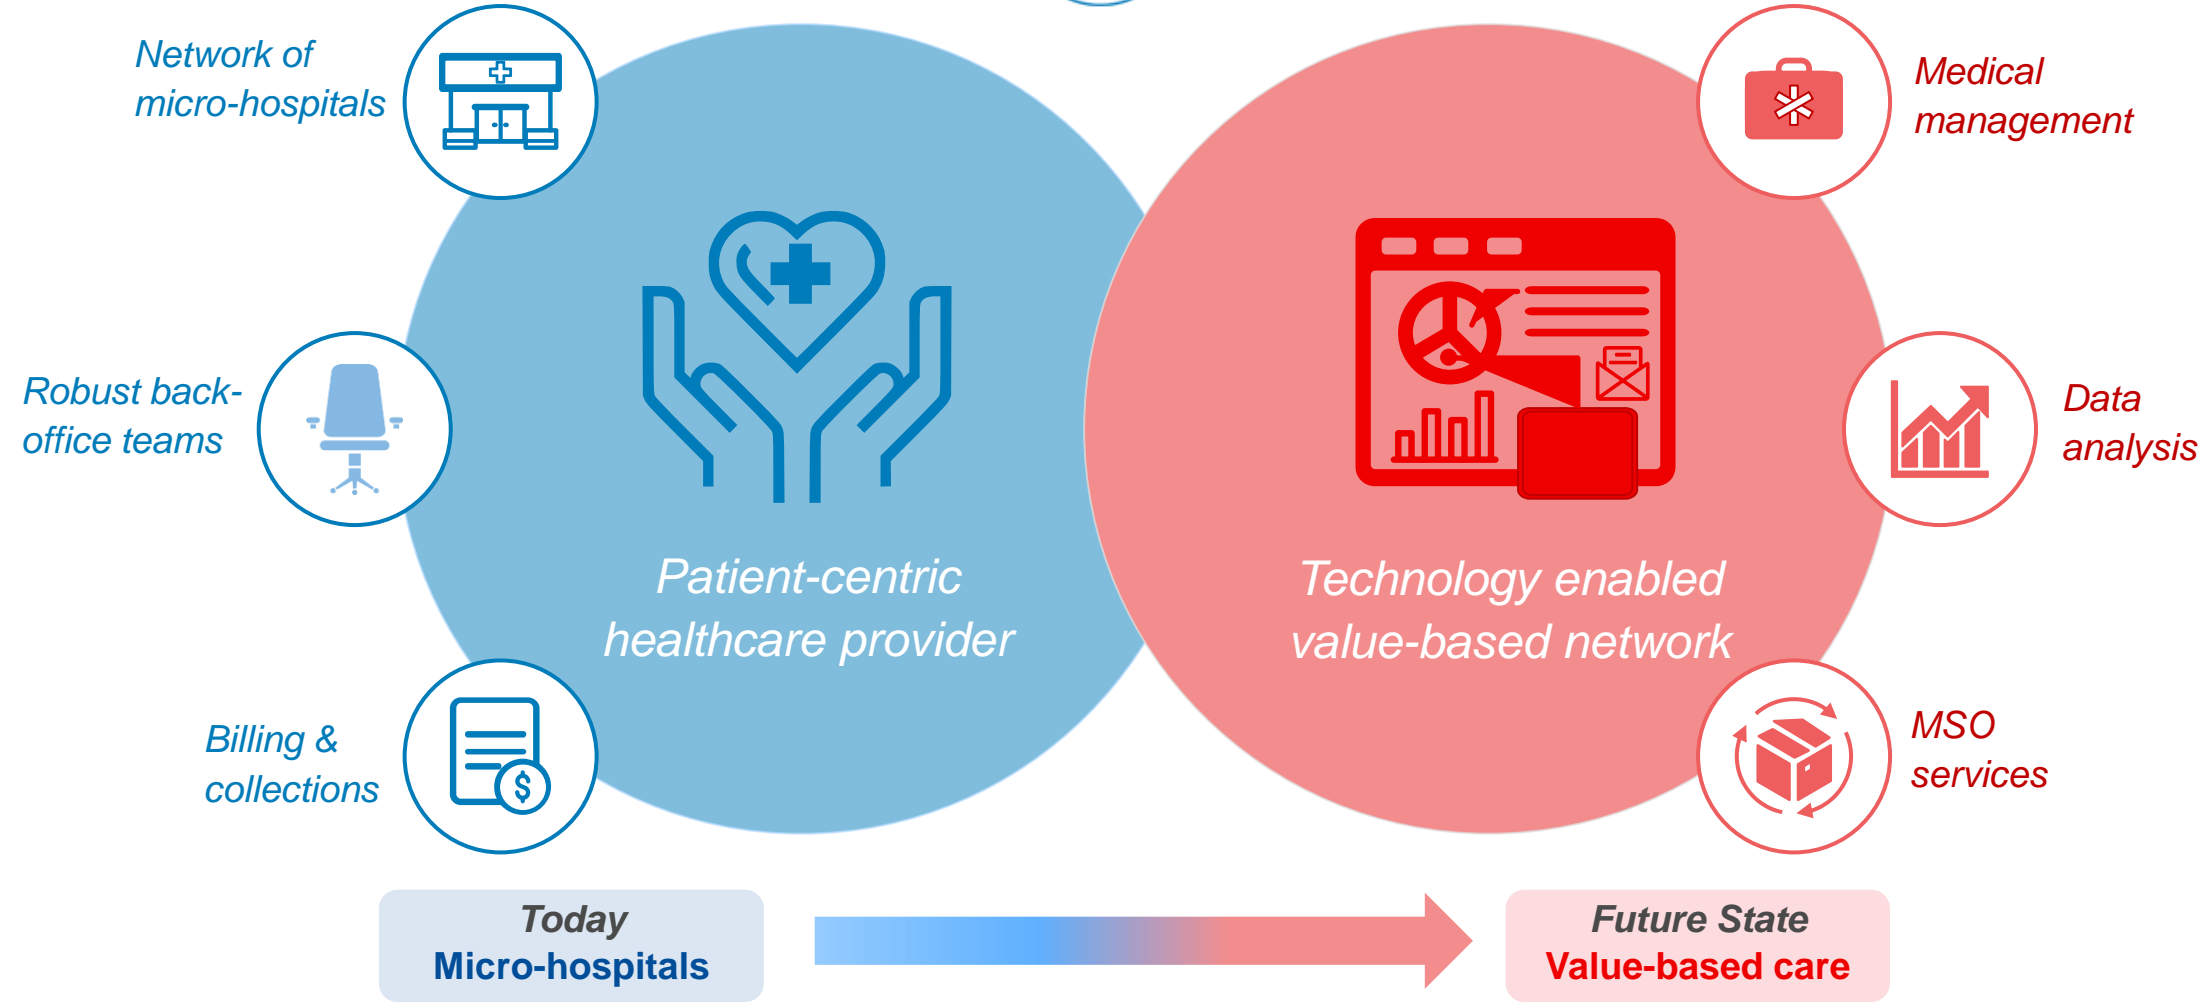 Network of
micro-hospitals
Robust back-
office teams
Billing &
collections
Patient-centric
healthcare provider
Technology enabled
value-based network
Medical
management
Data
analysis
MSO
services
$
Today
Micro-hospitals
Future State
Value-based care